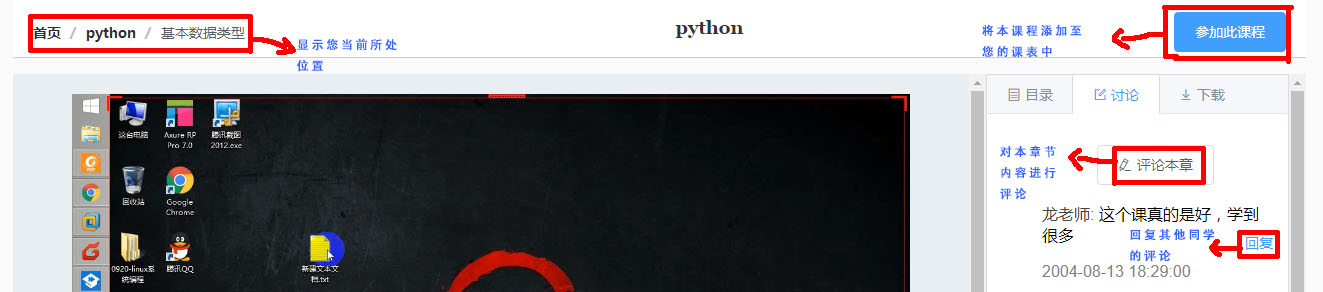 首页 / python / 基本数据类型
显示您当前所处
位置
python
将本课程添加至
您的课表中
参加此课程
目录
讨论
下载
对本章节
内容进行
评论
评论本章
龙老师: 这个课真的是好，学到
很多
回复其他同学
的评论
回复
2004-08-13 18:29:00
这台电脑
Axure RP
Pro 7.0
腾讯截图
2012.exe
回收站
Google
Chrome
0920-linux系
统编程
腾讯QQ
新建文本文
档.txt